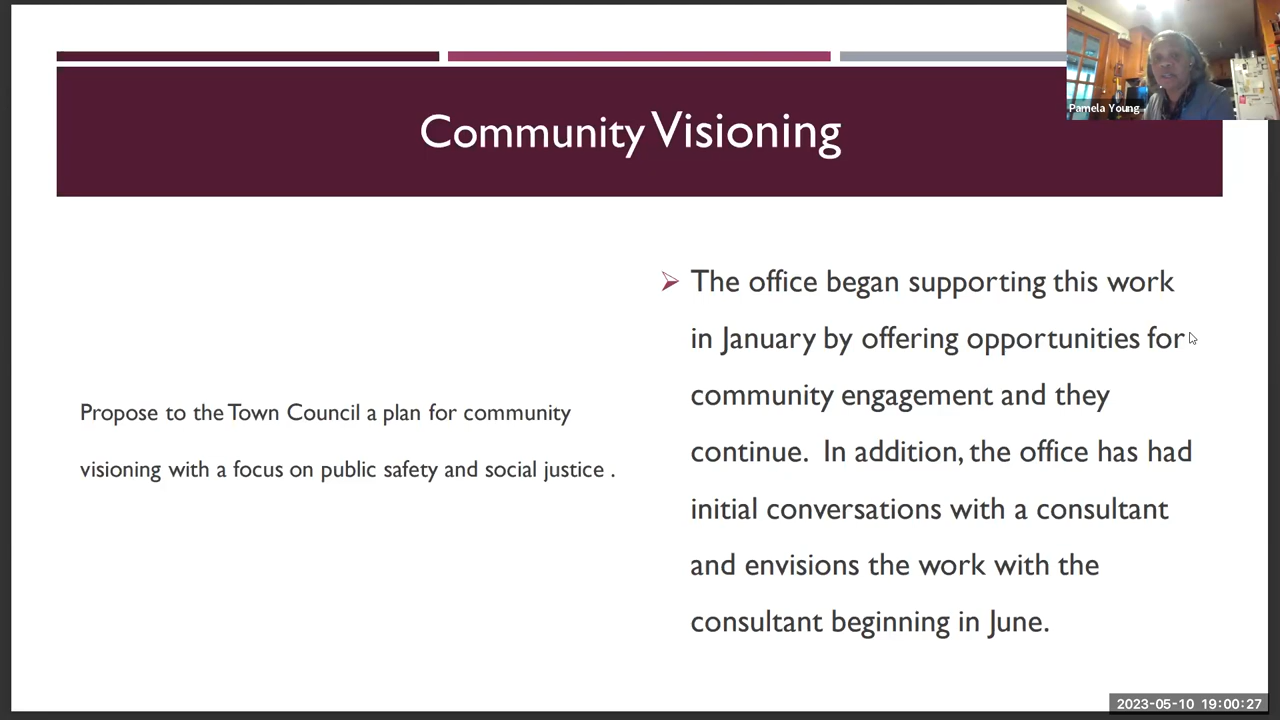 Pamela Young
Community Visioning
Propose to the Town Council a plan for community
visioning with a focus on public safety and social justice .
The office began supporting this work
in January by offering opportunities for
community engagement and they
continue. In addition, the office has had
initial conversations with a consultant
and envisions the work with the
consultant beginning in June.
2023-05-10 19:00:27